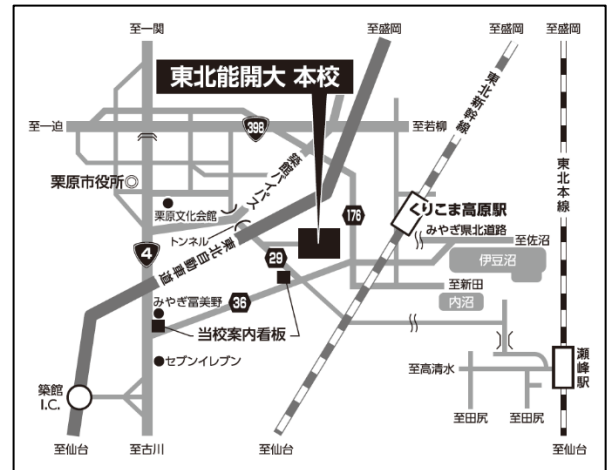 至一関
至盛岡
至盛岡
至盛岡
東北能開大 本校
東北新幹線
至一迫
398
至若柳
築館バイパス
東北本線
栗原市役所◎
栗原文化会館
176
くりこま高原駅
みやぎ県北道路
トンネル
至佐沼
4
東北自動車道
29
伊豆沼
至新田
36
内沼
みやぎ富美野
当校案内看板
セブンイレブン
至高清水
瀬峰駅
築館
I.C.
至田尻
至田尻
至仙台
至古川
至仙台
至仙台